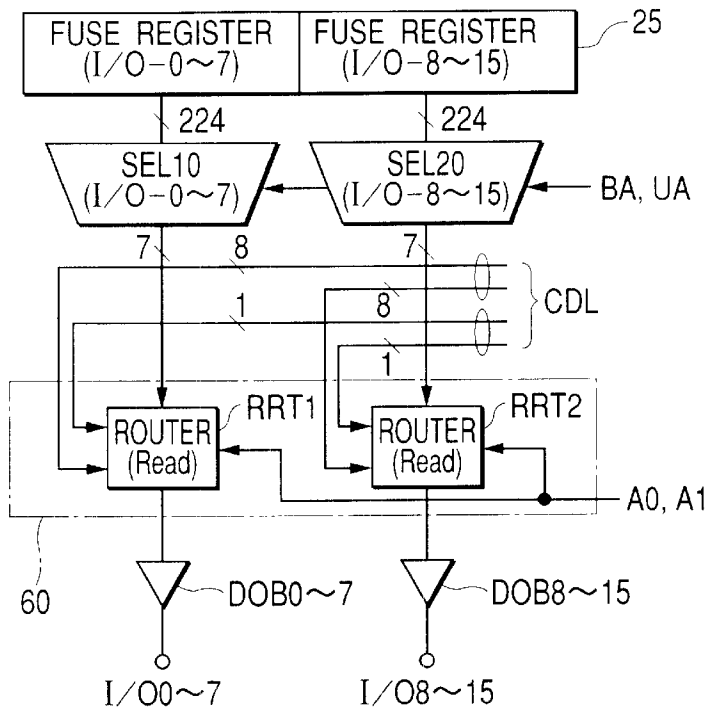 FUSE REGISTER
(I/O-0~7)
FUSE REGISTER
(I/O-8~15)
25
224
224
SEL10
(I/O-0~7)
SEL20
(I/O-8~15)
BA, UA
7
8
7
8
CDL
1
1
RRT1
RRT2
ROUTER
(Read)
ROUTER
(Read)
A0, A1
60
DOB0~7
DOB8~15
I/O0~7
I/O8~15